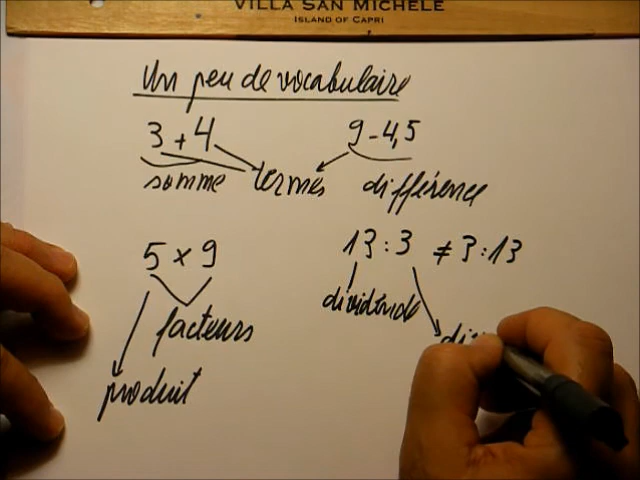 VILLA SAN MICHELE
ISLAND OF CAPRI
Un peu de vocabulaire
3 + 4
9 - 4,5
somme
termes
différence
5 × 9
13 : 3 ≠ 3 : 13
facteurs
dividende
produit